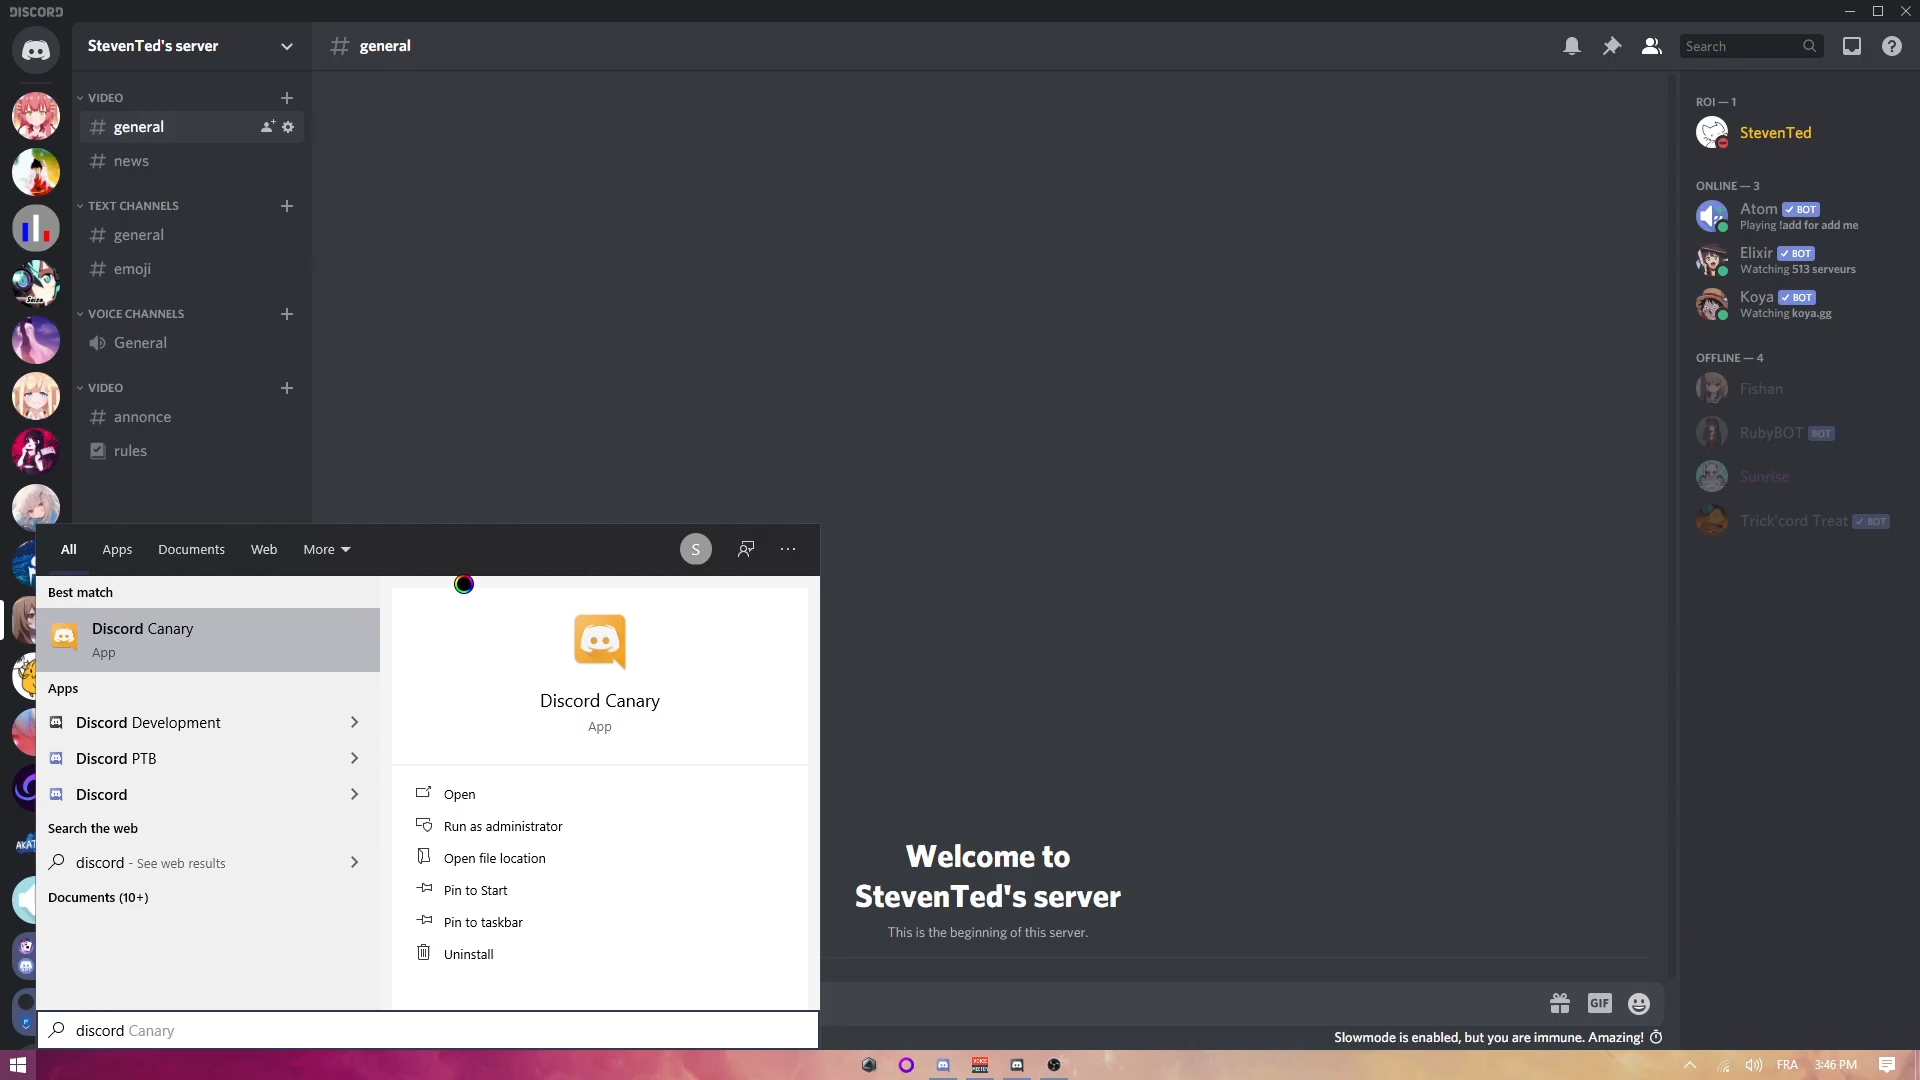 DISCORD
StevenTed's server
general
Search
VIDEO
general
news
TEXT CHANNELS
general
emoji
VOICE CHANNELS
General
VIDEO
annonce
rules
ROI — 1
StevenTed
ONLINE — 3
Atom BOT
Playing !add for add me
Elixir BOT
Watching 513 serveurs
Koya BOT
Watching koya.gg
OFFLINE — 4
Fishan
RubyBOT BOT
Sunrise
Trick'cord Treat BOT
All Apps Documents Web More
S
Best match
Discord Canary
App
Apps
Discord Development
Discord PTB
Discord
Search the web
discord - See web results
Documents (10+)
Discord Canary
App
Open
Run as administrator
Open file location
Pin to Start
Pin to taskbar
Uninstall
discord Canary
Welcome to
StevenTed's server
This is the beginning of this server.
GIF
Slowmode is enabled, but you are immune. Amazing!
FRA
3:46 PM